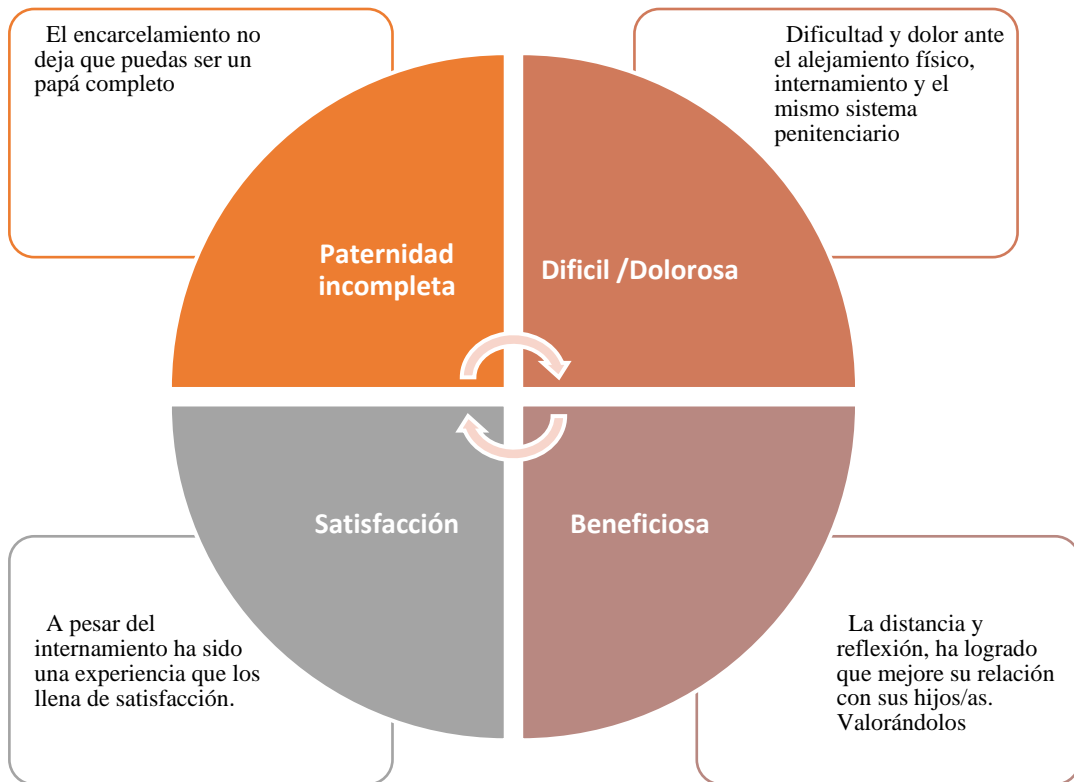 El encarcelamiento no
deja que puedas ser un
papá completo
Dificultad y dolor ante
el alejamiento físico,
internamiento y el
mismo sistema
penitenciario
Paternidad
incompleta
Dificil /Dolorosa
Satisfacción
Beneficiosa
A pesar del
internamiento ha sido
una experiencia que los
llena de satisfacción.
La distancia y
reflexión, ha logrado
que mejore su relación
con sus hijos/as.
Valorándolos